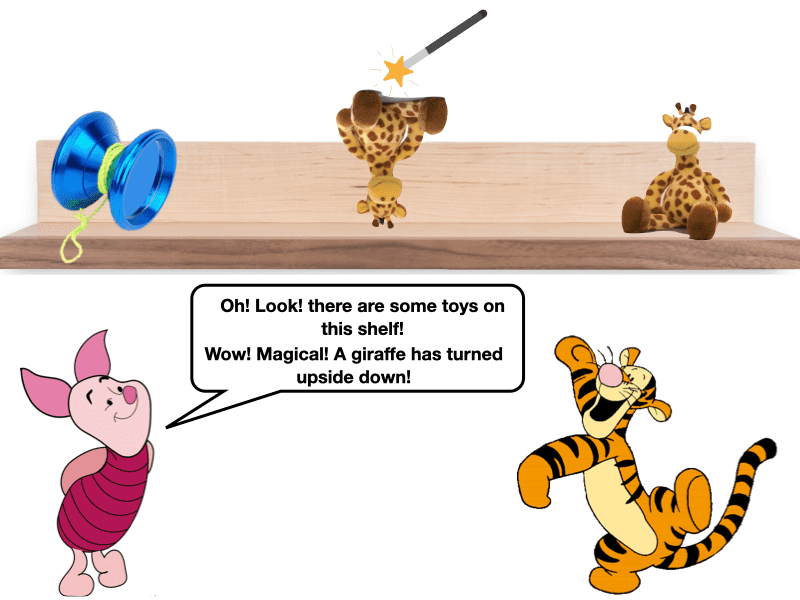 Oh! Look! there are some toys on
this shelf!
Wow! Magical! A giraffe has turned
upside down!